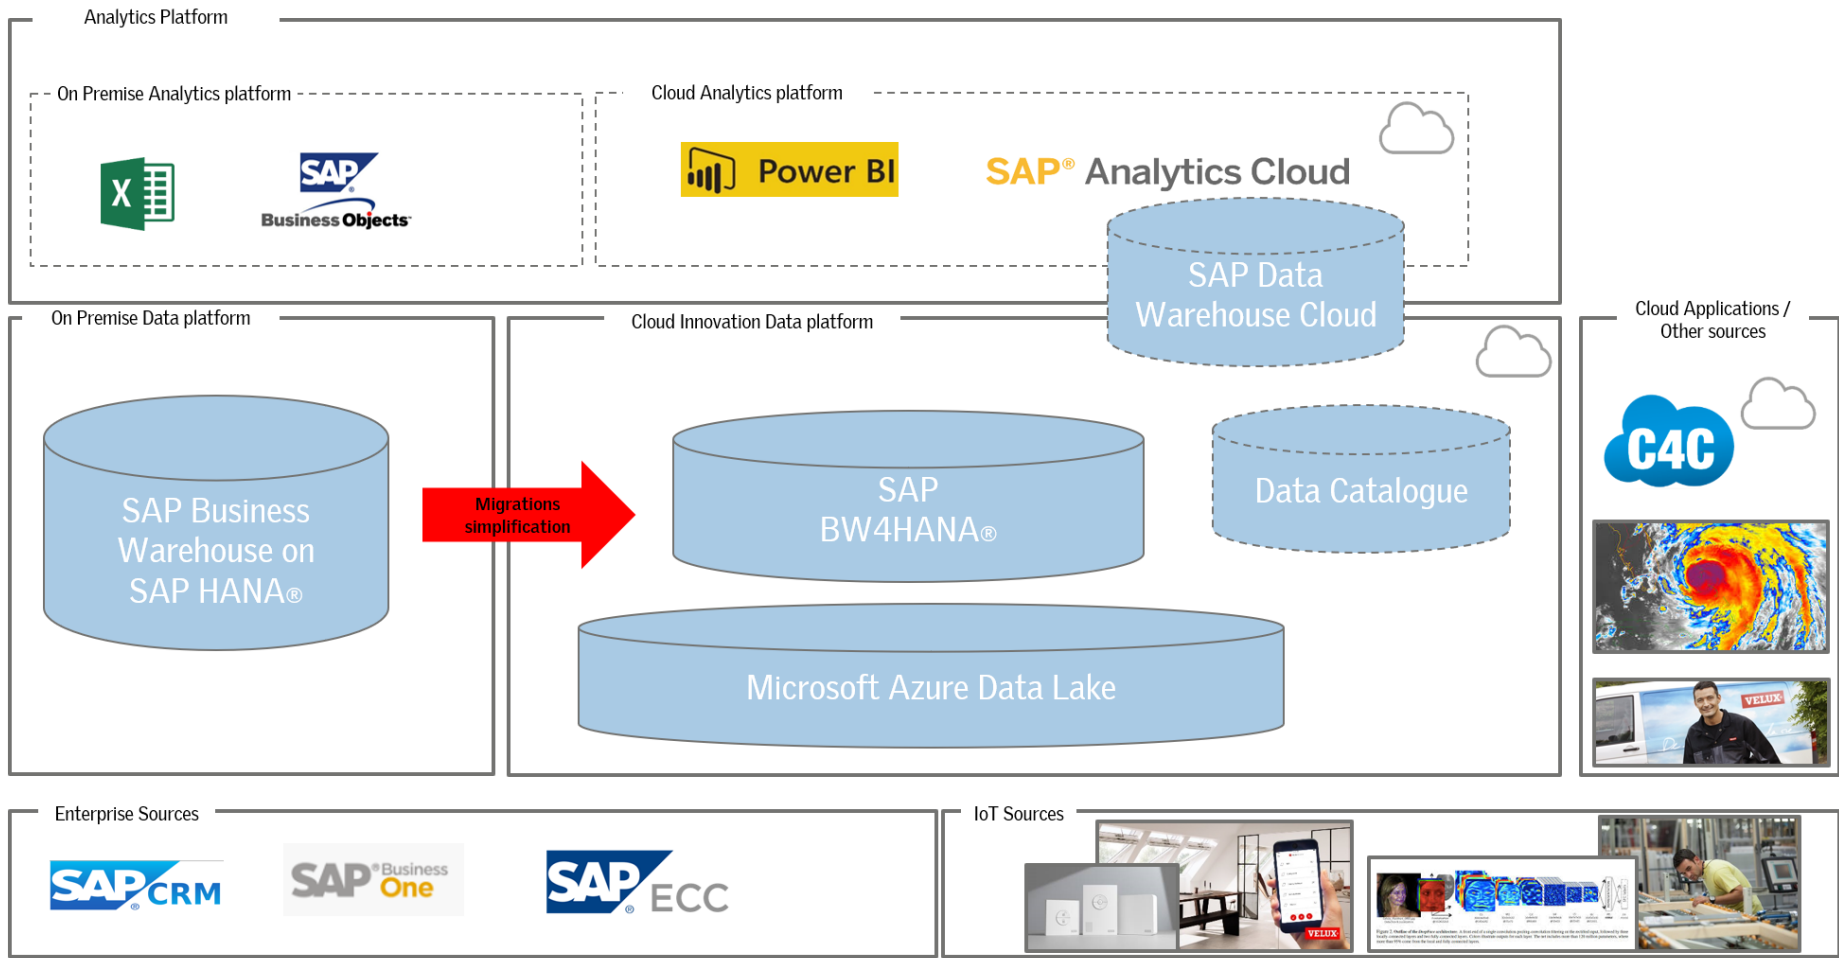 Analytics Platform
On Premise Analytics platform
Cloud Analytics platform
X
SAP®
Business Objects
Power BI
SAP® Analytics Cloud
SAP Data
Warehouse Cloud
On Premise Data platform
Cloud Innovation Data platform
Cloud Applications /
Other sources
SAP Business
Warehouse on
SAP HANA®
Migrations
simplification
SAP
BW4HANA®
Data Catalogue
C4C
Microsoft Azure Data Lake
VELUX
Enterprise Sources
IoT Sources
SAP® CRM
SAP® Business
One
SAP® ECC
VELUX